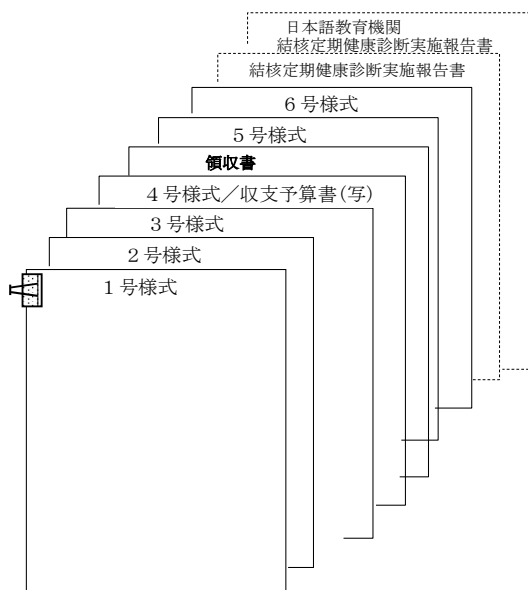 日本語教育機関
結核定期健康診断実施報告書
結核定期健康診断実施報告書
６号様式
５号様式
領収書
４号様式／収支予算書(写)
３号様式
２号様式
１号様式